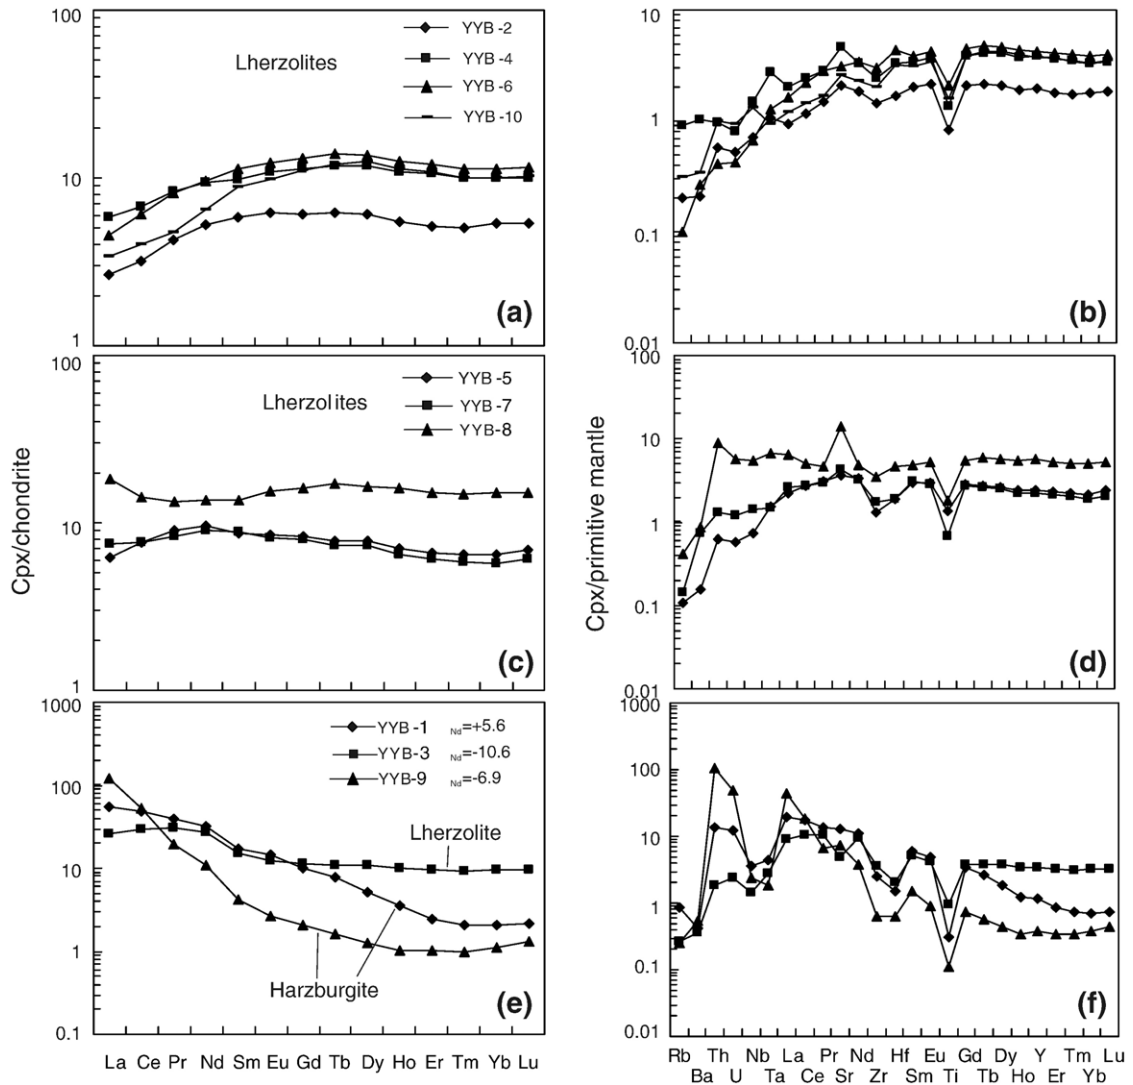 100
10
1
YYB -2
YYB -4
YYB -6
YYB -10
Lherzolites
(a)
10
1
0.1
0.01
(b)
100
10
1
YYB -5
YYB -7
YYB-8
Lherzolites
(c)
100
10
1
0.1
0.01
(d)
Cpx/chondrite
Cpx/primitive mantle
1000
100
10
1
0.1
YYB -1 Nd=+5.6
YYB -3 Nd=-10.6
YYB-9 Nd=-6.9
Lherzolite
Harzburgite
(e)
1000
100
10
1
0.1
0.01
(f)
La Ce Pr Nd Sm Eu Gd Tb Dy Ho Er Tm Yb Lu
Rb Th Nb La Pr Nd Hf Eu Gd Dy Y Tm Lu
Ba U Ta Ce Sr Zr Sm Ti Tb Ho Er Yb